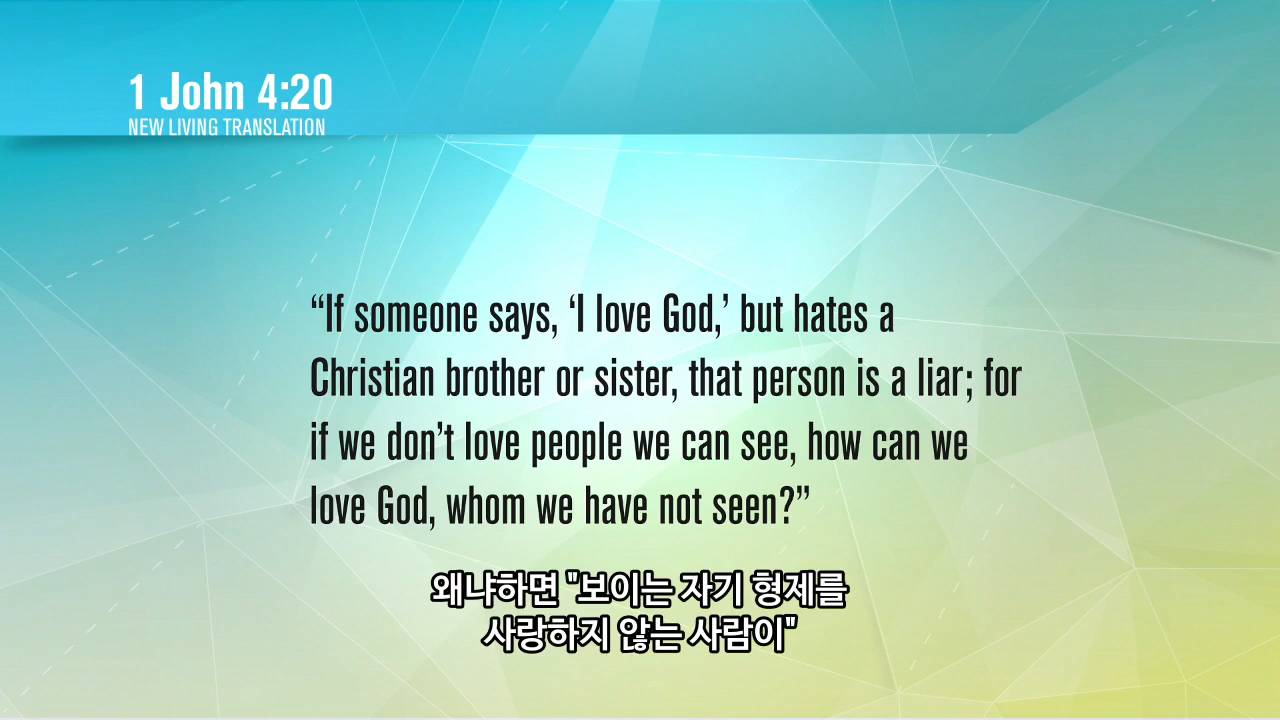 1 John 4:20
NEW LIVING TRANSLATION
“If someone says, ‘I love God,’ but hates a
Christian brother or sister, that person is a liar; for
if we don’t love people we can see, how can we
love God, whom we have not seen?”
왜냐하면 "보이는 자기 형제를
사랑하지 않는 사람이"